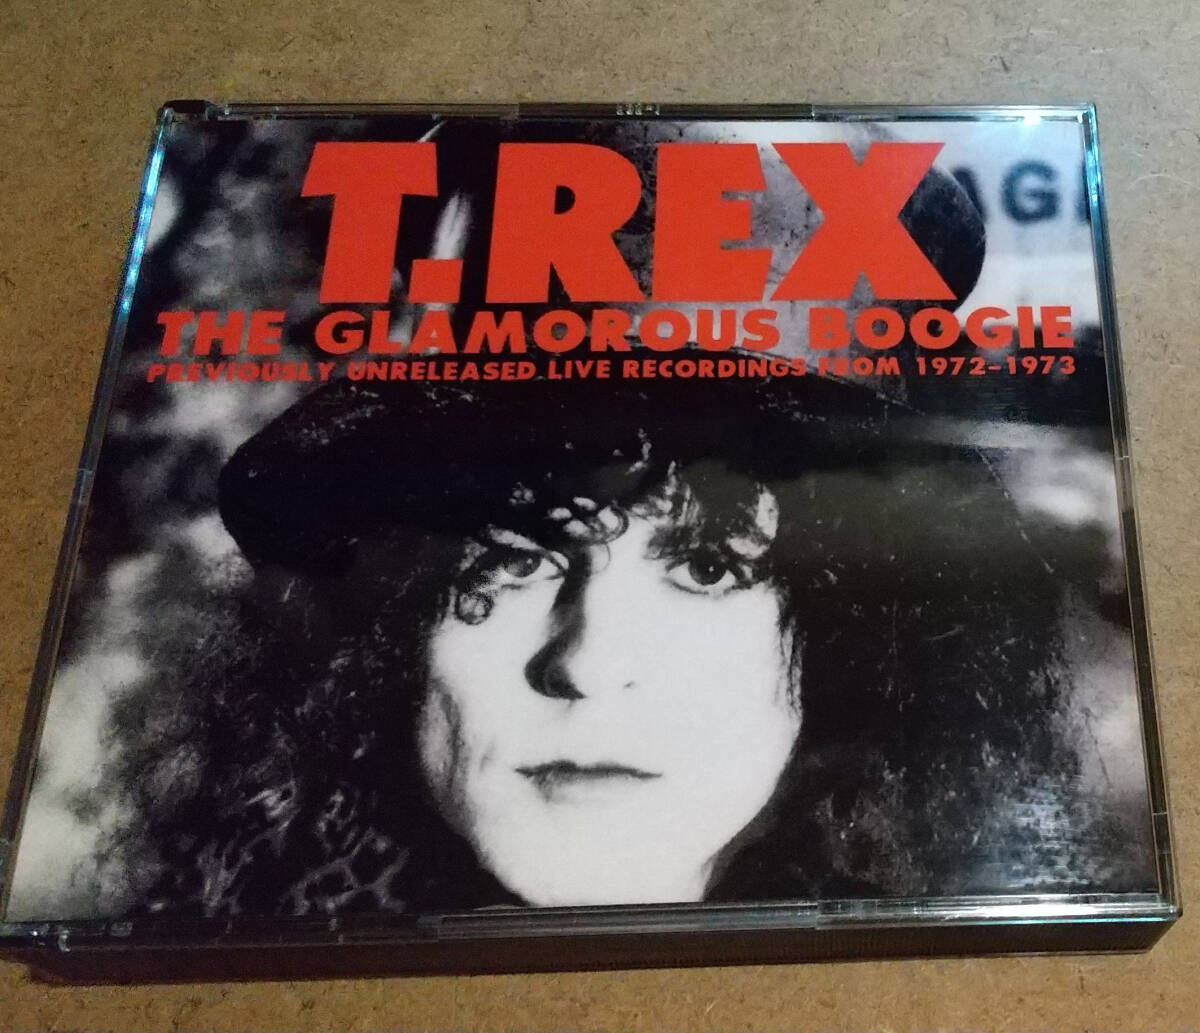 T.REX
THE GLAMOROUS BOOGIE
PREVIOUSLY UNRELEASED LIVE RECORDINGS FROM 1972-1973